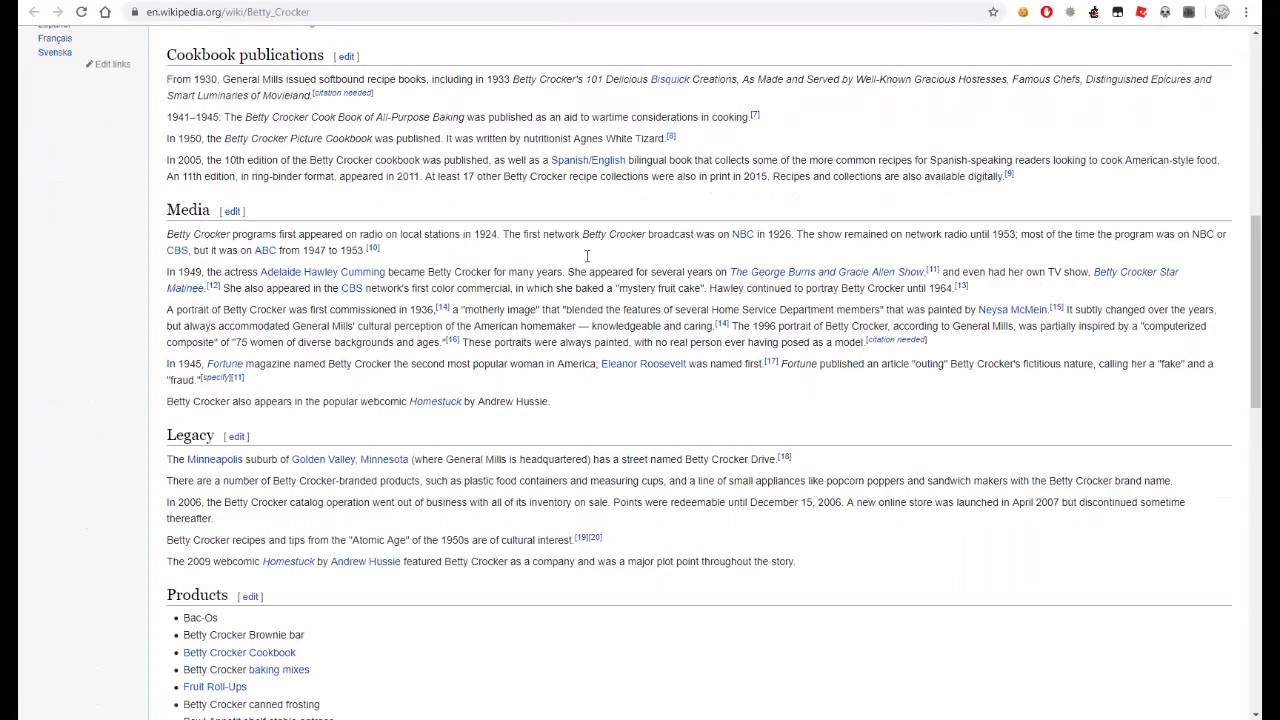 en.wikipedia.org/wiki/Betty_Crocker
Français
Svenska
Edit links
Cookbook publications [ edit ]
From 1930, General Mills issued softbound recipe books, including in 1933 Betty Crocker's 101 Delicious Bisquick Creations, As Made and Served by Well-Known Gracious Hostesses, Famous Chefs, Distinguished Epicures and
Smart Luminaries of Movieland.[citation needed]
1941–1945: The Betty Crocker Cook Book of All-Purpose Baking was published as an aid to wartime considerations in cooking.[7]
In 1950, the Betty Crocker Picture Cookbook was published. It was written by nutritionist Agnes White Tizard.[8]
In 2005, the 10th edition of the Betty Crocker cookbook was published, as well as a Spanish/English bilingual book that collects some of the more common recipes for Spanish-speaking readers looking to cook American-style food.
An 11th edition, in ring-binder format, appeared in 2011. At least 17 other Betty Crocker recipe collections were also in print in 2015. Recipes and collections are also available digitally.[9]
Media [ edit ]
Betty Crocker programs first appeared on radio on local stations in 1924. The first network Betty Crocker broadcast was on NBC in 1926. The show remained on network radio until 1953; most of the time the program was on NBC or
CBS, but it was on ABC from 1947 to 1953.[10]
In 1949, the actress Adelaide Hawley Cumming became Betty Crocker for many years. She appeared for several years on The George Burns and Gracie Allen Show,[11] and even had her own TV show, Betty Crocker Star
Matinee.[12] She also appeared in the CBS network's first color commercial, in which she baked a "mystery fruit cake". Hawley continued to portray Betty Crocker until 1964.[13]
A portrait of Betty Crocker was first commissioned in 1936,[14] a "motherly image" that "blended the features of several Home Service Department members" that was painted by Neysa McMein.[15] It subtly changed over the years,
but always accommodated General Mills' cultural perception of the American homemaker — knowledgeable and caring.[14] The 1996 portrait of Betty Crocker, according to General Mills, was partially inspired by a "computerized
composite" of "75 women of diverse backgrounds and ages."[16] These portraits were always painted, with no real person ever having posed as a model.[citation needed]
In 1945, Fortune magazine named Betty Crocker the second most popular woman in America; Eleanor Roosevelt was named first.[17] Fortune published an article "outing" Betty Crocker's fictitious nature, calling her a "fake" and a
"fraud."[specify][11]
Betty Crocker also appears in the popular webcomic Homestuck by Andrew Hussie.
Legacy [ edit ]
The Minneapolis suburb of Golden Valley, Minnesota (where General Mills is headquartered) has a street named Betty Crocker Drive.[18]
There are a number of Betty Crocker-branded products, such as plastic food containers and measuring cups, and a line of small appliances like popcorn poppers and sandwich makers with the Betty Crocker brand name.
In 2006, the Betty Crocker catalog operation went out of business with all of its inventory on sale. Points were redeemable until December 15, 2006. A new online store was launched in April 2007 but discontinued sometime
thereafter.
Betty Crocker recipes and tips from the "Atomic Age" of the 1950s are of cultural interest.[19][20]
The 2009 webcomic Homestuck by Andrew Hussie featured Betty Crocker as a company and was a major plot point throughout the story.
Products [ edit ]
Bac-Os
Betty Crocker Brownie bar
Betty Crocker Cookbook
Betty Crocker baking mixes
Fruit Roll-Ups
Betty Crocker canned frosting